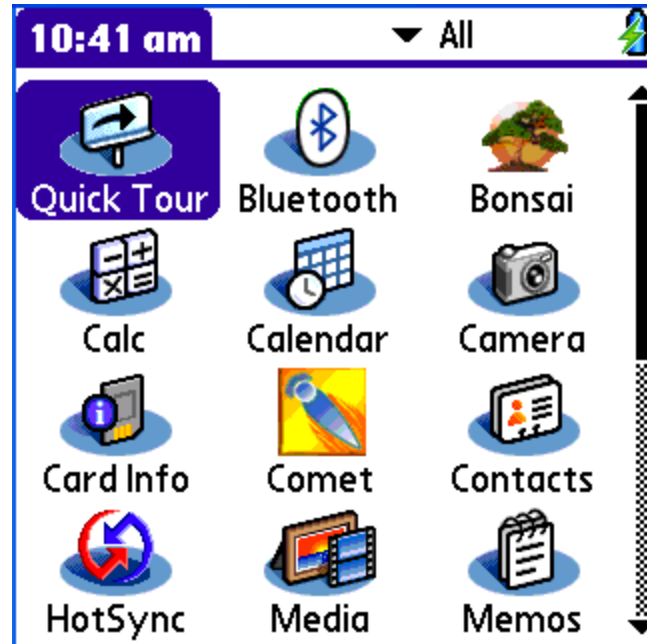 10:41 am All
Quick Tour Bluetooth Bonsai
Calc Calendar Camera
Card Info Comet Contacts
HotSync Media Memos